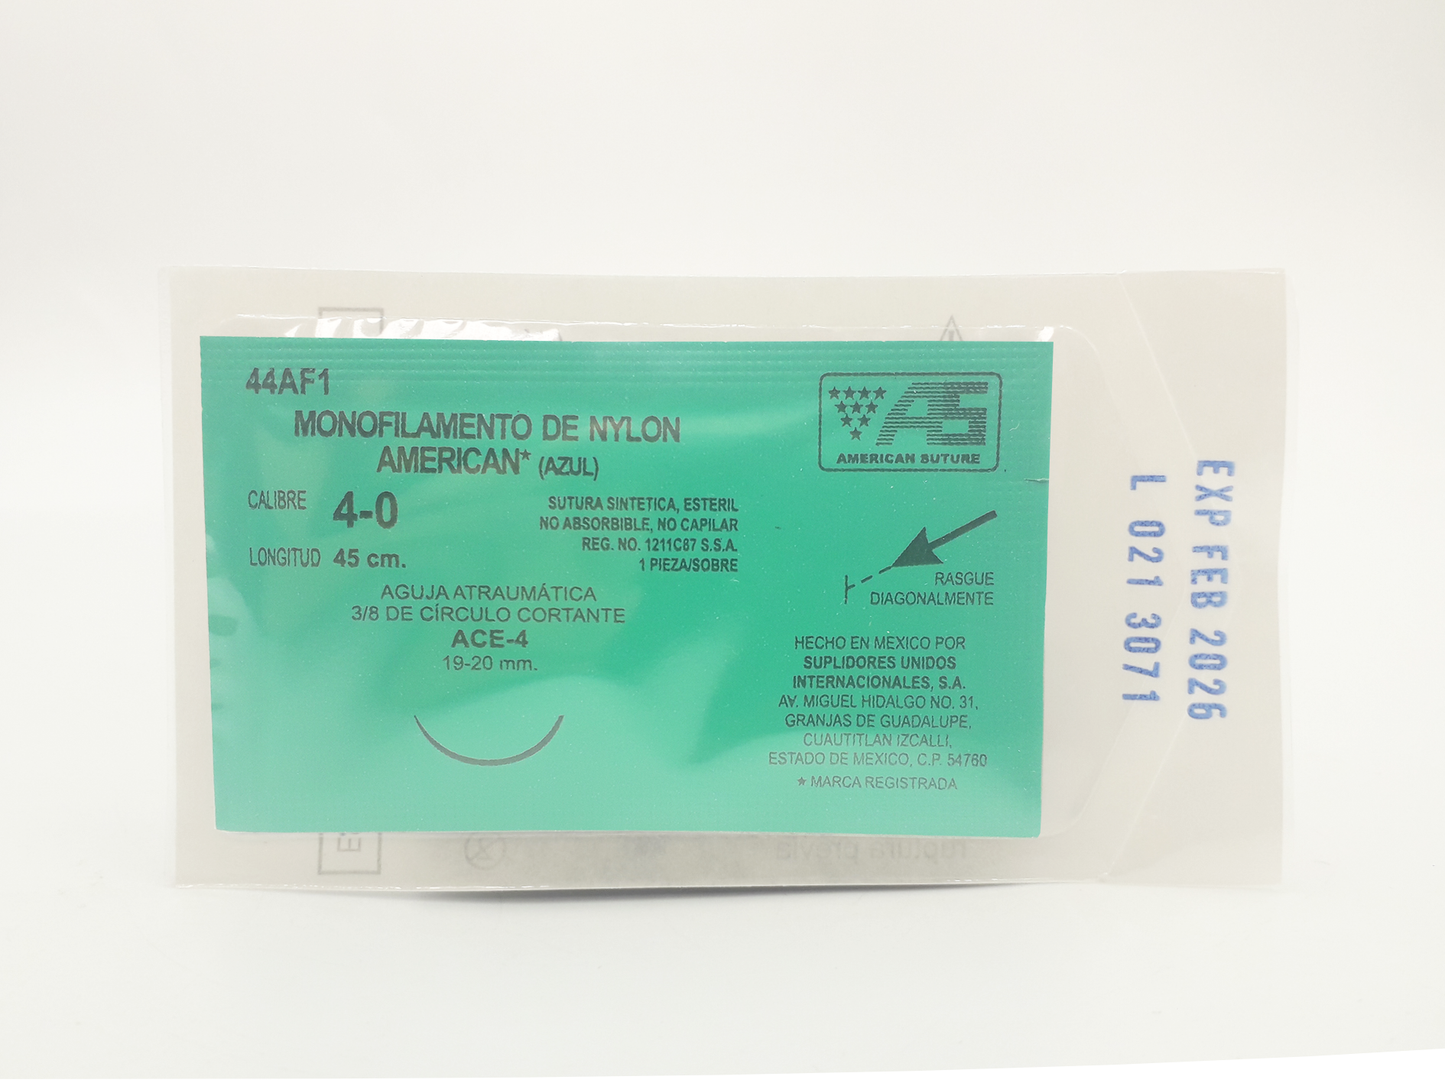 44AF1
MONOFILAMENTO DE NYLON
AMERICAN* (AZUL)
CALIBRE 4-0
LONGITUD 45 cm.
SUTURA SINTETICA, ESTERIL
NO ABSORBIBLE, NO CAPILAR
REG. NO. 1211C87 S.S.A.
1 PIEZA/SOBRE
AGUJA ATRAUMÁTICA
3/8 DE CÍRCULO CORTANTE
ACE-4
19-20 mm.
AS
AMERICAN SUTURE
RASGUE
DIAGONALMENTE
HECHO EN MEXICO POR
SUPLIDORES UNIDOS
INTERNACIONALES, S.A.
AV. MIGUEL HIDALGO NO. 31,
GRANJAS DE GUADALUPE,
CUAUTITLAN IZCALLI,
ESTADO DE MEXICO, C.P. 54760
* MARCA REGISTRADA
EXP FEB 2026
L 021 3071
ruptura previa